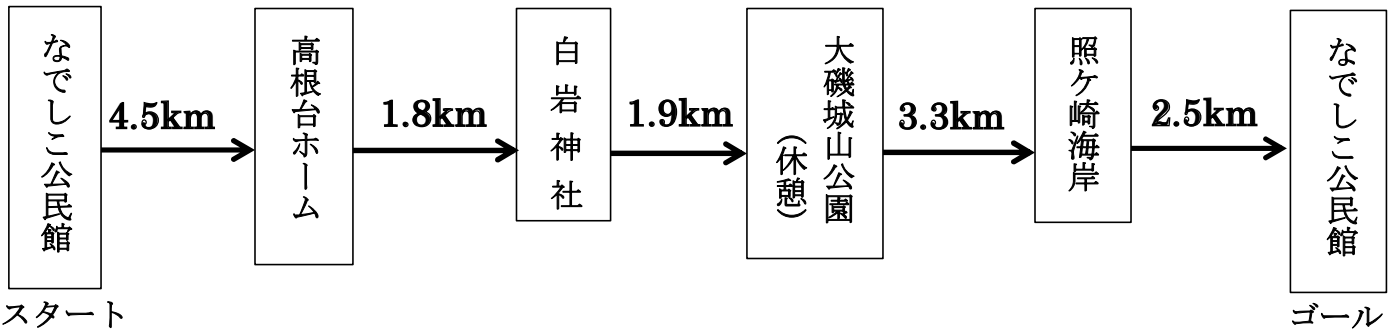 なでしこ公民館
スタート
4.5km
高根台ホーム
1.8km
白岩神社
1.9km
大磯城山公園
（休憩）
3.3km
照ケ崎海岸
2.5km
なでしこ公民館
ゴール